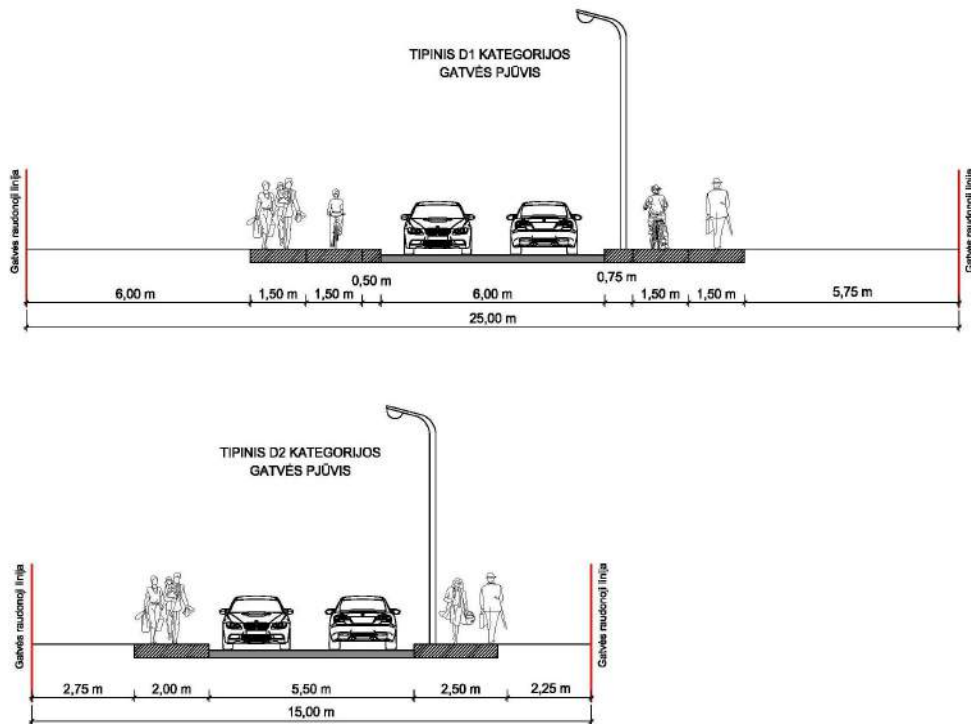 TIPINIS D1 KATEGORIJOS
GATVĖS PJŪVIS
Gatvės raudonoji linija
Gatvės raudonoji linija
0,50 m
0,75 m
6,00 m
1,50 m
1,50 m
6,00 m
1,50 m
1,50 m
5,75 m
25,00 m
TIPINIS D2 KATEGORIJOS
GATVĖS PJŪVIS
Gatvės raudonoji linija
Gatvės raudonoji linija
2,75 m
2,00 m
5,50 m
2,50 m
2,25 m
15,00 m